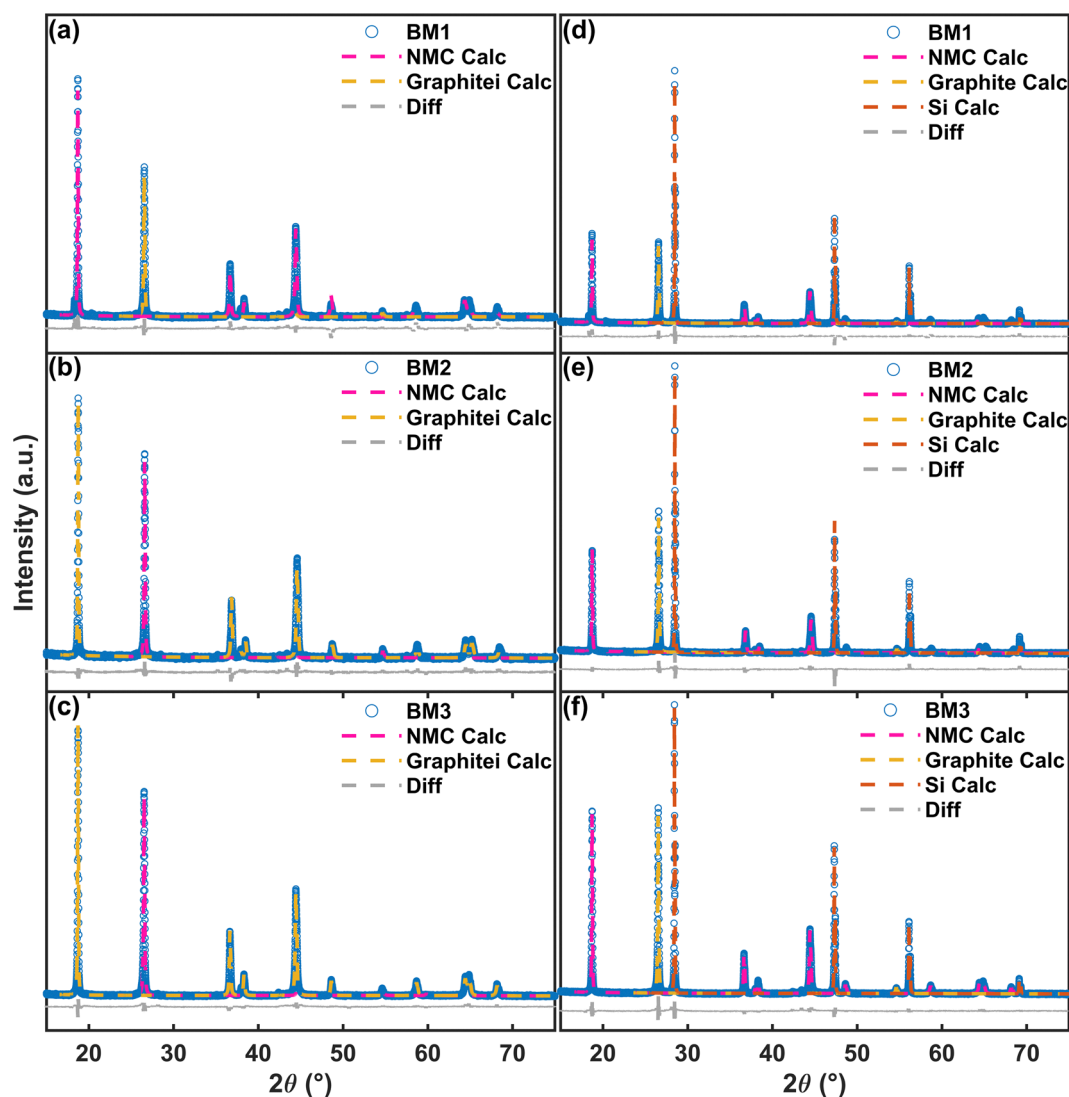 (a)
BM1
NMC Calc
Graphitei Calc
Diff
(d)
BM1
NMC Calc
Graphite Calc
Si Calc
Diff
(b)
BM2
NMC Calc
Graphitei Calc
Diff
(e)
BM2
NMC Calc
Graphite Calc
Si Calc
Diff
(c)
BM3
NMC Calc
Graphitei Calc
Diff
(f)
BM3
NMC Calc
Graphite Calc
Si Calc
Diff
Intensity (a.u.)
20 30 40 50 60 70
20 30 40 50 60 70
2θ (°)
2θ (°)